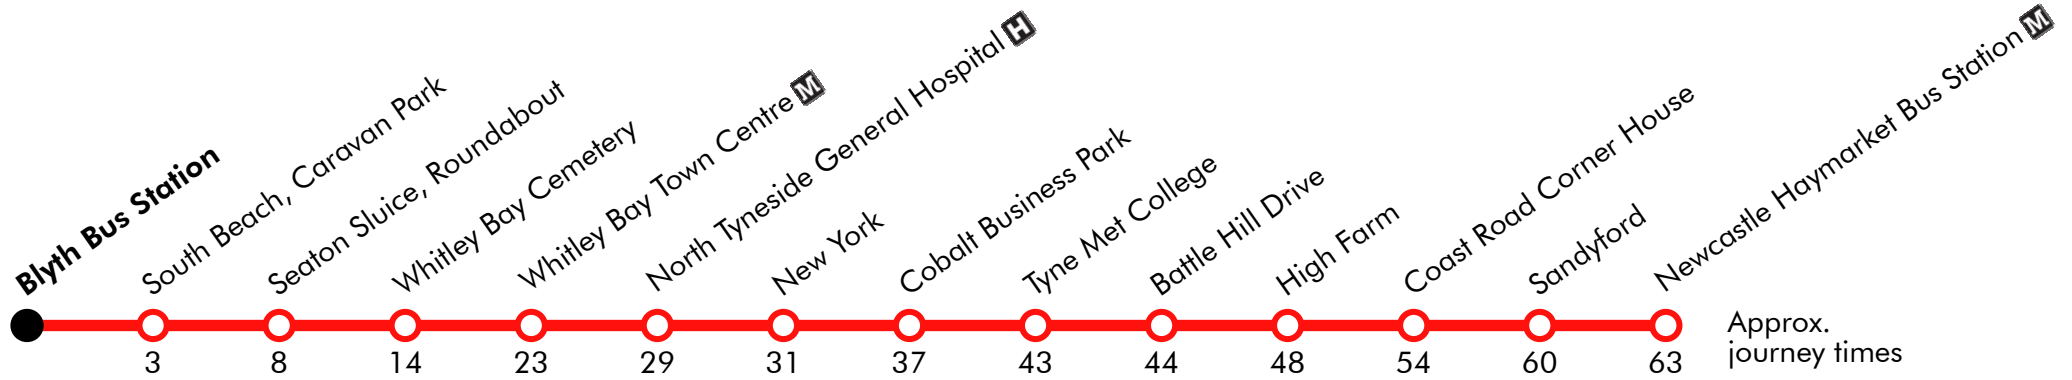 Blyth Bus Station
South Beach, Caravan Park
Seaton Sluice, Roundabout
Whitley Bay Cemetery
Whitley Bay Town Centre M
North Tyneside General Hospital H
New York
Cobalt Business Park
Tyne Met College
Battle Hill Drive
High Farm
Coast Road Corner House
Sandyford
Newcastle Haymarket Bus Station M
3 8 14 23 29 31 37 43 44 48 54 60 63
Approx.
journey times